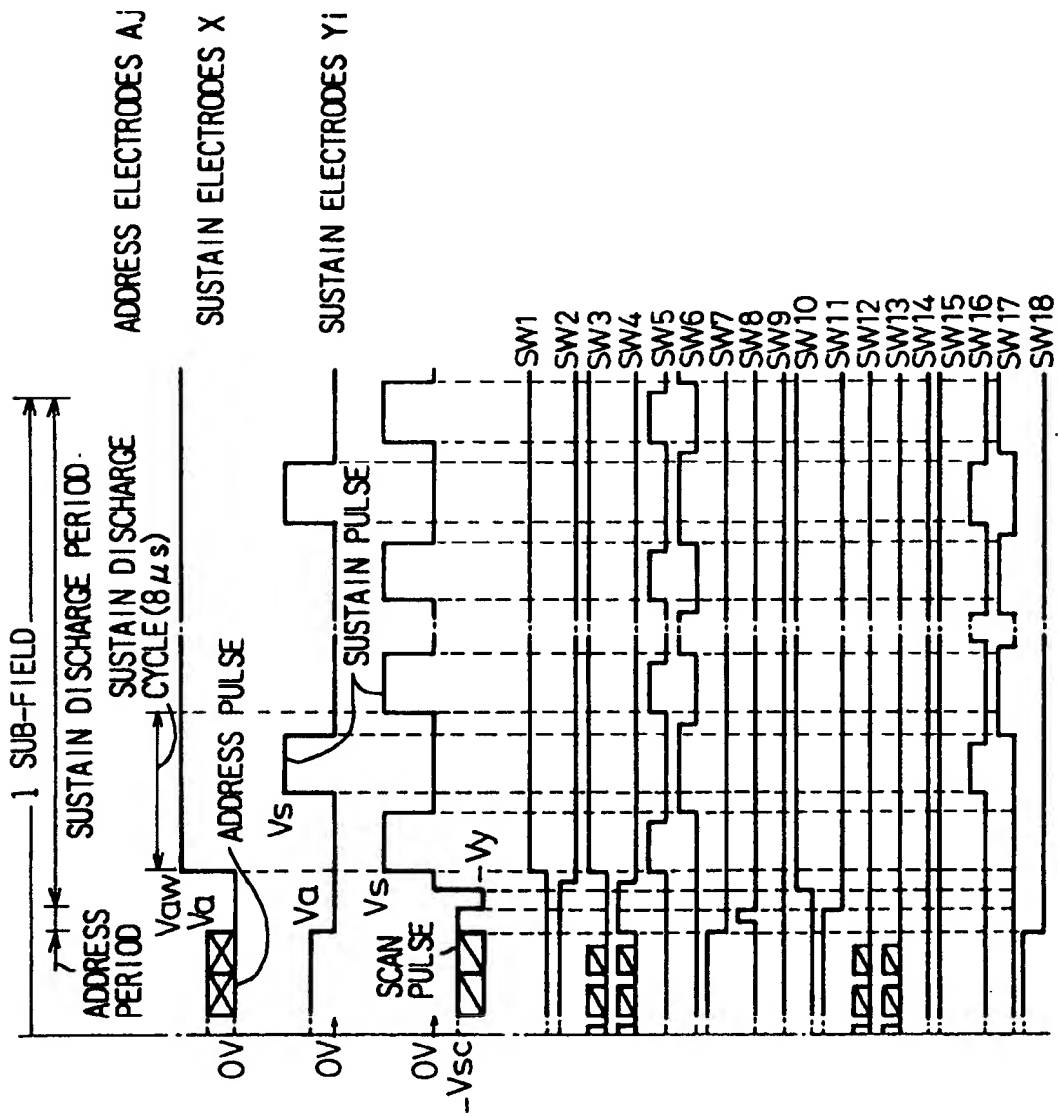 1 SUB-FIELD
SUSTAIN DISCHARGE PERIOD
ADDRESS
PERIOD
SUSTAIN DISCHARGE
CYCLE (8μs)
ADDRESS PULSE
ADDRESS ELECTRODES Aj
Vaw
Va
0V
SUSTAIN ELECTRODES X
Vs
Va
0V
SUSTAIN PULSE
SUSTAIN ELECTRODES Yi
Vs
0V
-Vy
-Vsc
SCAN
PULSE
SW1
SW2
SW3
SW4
SW5
SW6
SW7
SW8
SW9
SW10
SW11
SW12
SW13
SW14
SW15
SW16
SW17
SW18